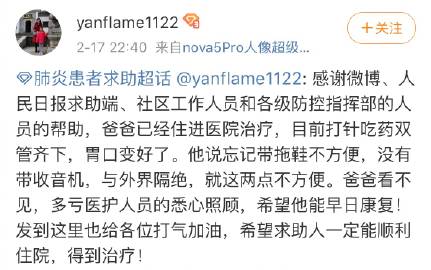 yanflame1122
+关注
2-17 22:40 来自nova5Pro人像超级...
肺炎患者求助超话 @yanflame1122: 感谢微博、人
民日报求助端、社区工作人员和各级防控指挥部的人
员的帮助，爸爸已经住进医院治疗，目前打针吃药双
管齐下，胃口变好了。他说忘记带拖鞋不方便，没有
带收音机，与外界隔绝，就这两点不方便。爸爸看不
见，多亏医护人员的悉心照顾，希望他能早日康复！
发到这里也给各位打气加油，希望求助人一定能顺利
住院，得到治疗！